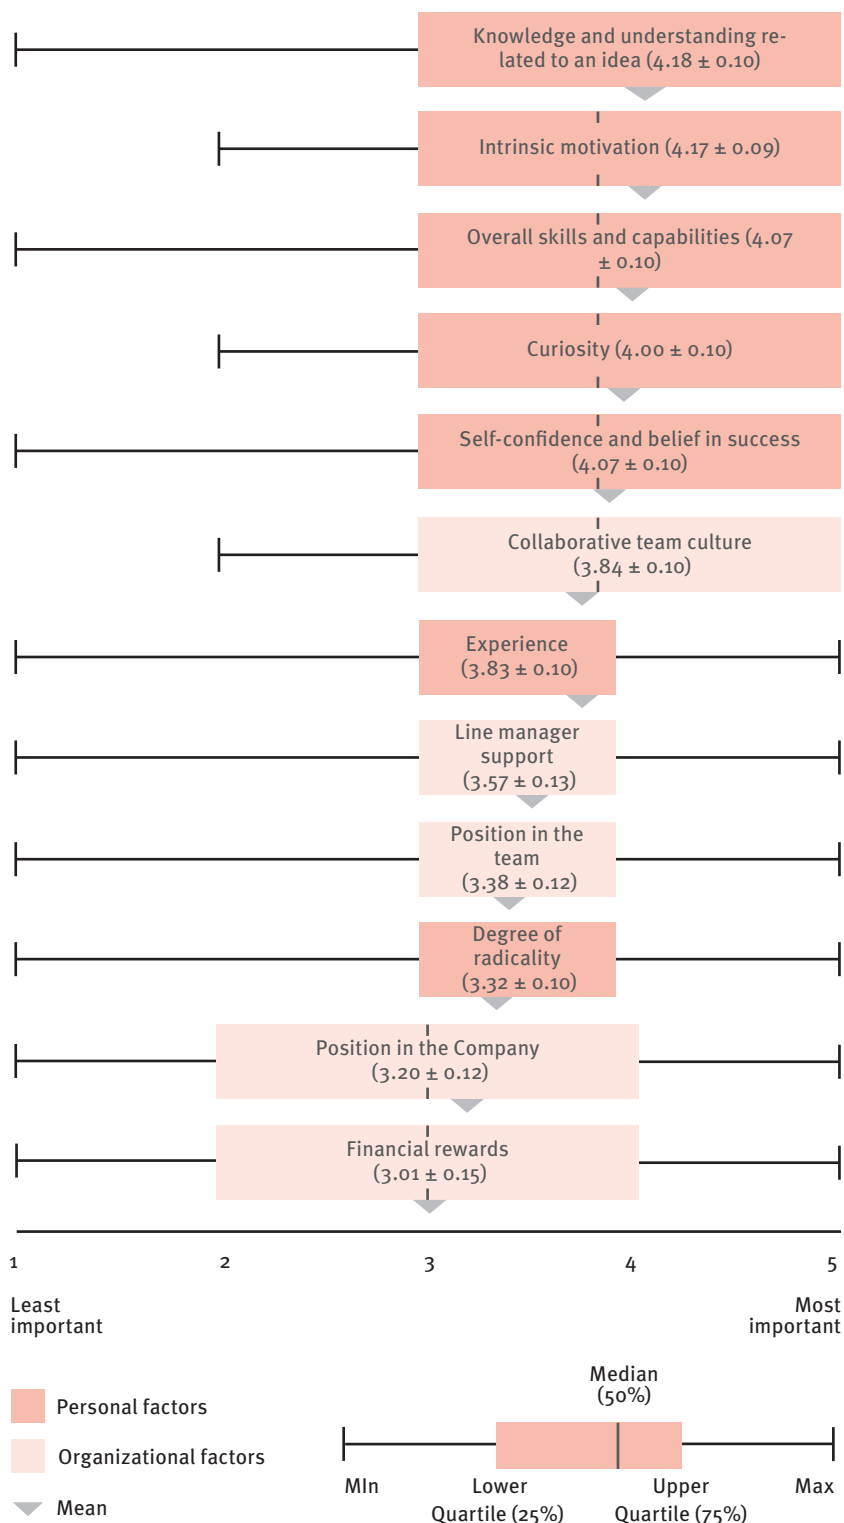 Knowledge and understanding re-
lated to an idea (4.18 ± 0.10)
Intrinsic motivation (4.17 ± 0.09)
Overall skills and capabilities (4.07
± 0.10)
Curiosity (4.00 ± 0.10)
Self-confidence and belief in success
(4.07 ± 0.10)
Collaborative team culture
(3.84 ± 0.10)
Experience
(3.83 ± 0.10)
Line manager
support
(3.57 ± 0.13)
Position in the
team
(3.38 ± 0.12)
Degree of
radicality
(3.32 ± 0.10)
Position in the Company
(3.20 ± 0.12)
Financial rewards
(3.01 ± 0.15)
1 2 3 4 5
Least
important
Most
important
Personal factors
Organizational factors
Mean
Median
(50%)
MIn
Lower
Quartile (25%)
Upper
Quartile (75%)
Max